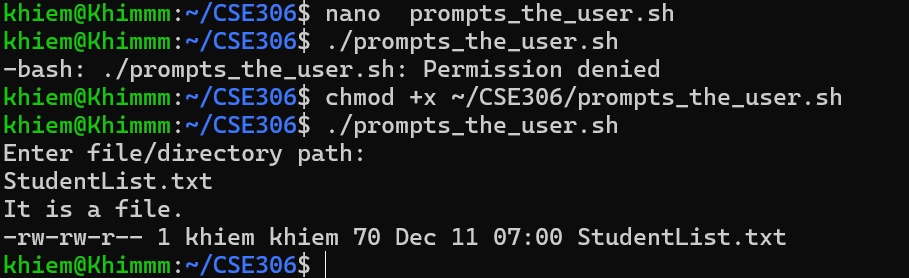 khiem@Khimmm:~/CSE306$ nano  prompts_the_user.sh
khiem@Khimmm:~/CSE306$ ./prompts_the_user.sh
-bash: ./prompts_the_user.sh: Permission denied
khiem@Khimmm:~/CSE306$ chmod +x ~/CSE306/prompts_the_user.sh
khiem@Khimmm:~/CSE306$ ./prompts_the_user.sh
Enter file/directory path:
StudentList.txt
It is a file.
-rw-rw-r-- 1 khiem khiem 70 Dec 11 07:00 StudentList.txt
khiem@Khimmm:~/CSE306$